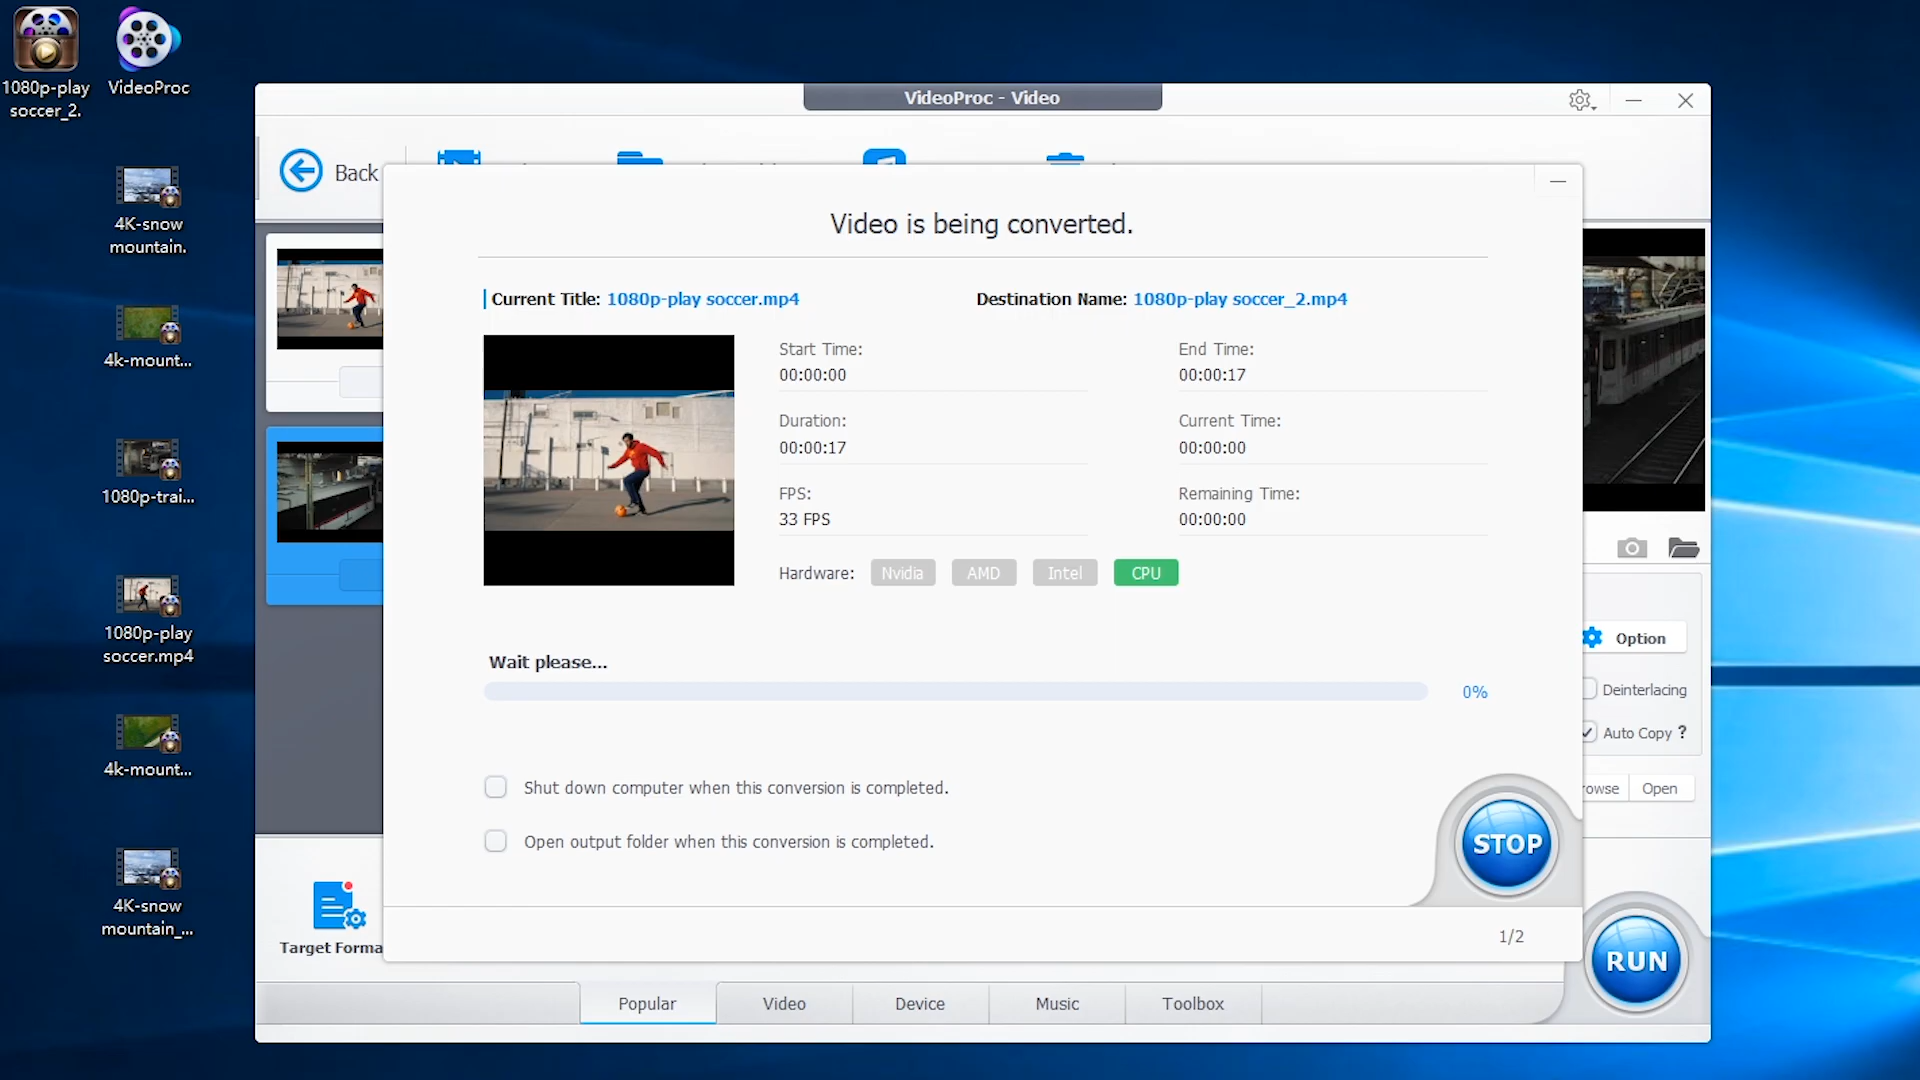 1080p-play
soccer_2.
VideoProc
4K-snow
mountain.
4k-mount...
1080p-trai...
1080p-play
soccer.mp4
4k-mount...
4K-snow
mountain_...
VideoProc - Video
Back
Video is being converted.
Current Title: 1080p-play soccer.mp4
Destination Name: 1080p-play soccer_2.mp4
Start Time:
00:00:00
End Time:
00:00:17
Duration:
00:00:17
Current Time:
00:00:00
FPS:
33 FPS
Remaining Time:
00:00:00
Hardware: Nvidia AMD Intel CPU
Wait please...
0%
Shut down computer when this conversion is completed.
Open output folder when this conversion is completed.
STOP
1/2
Option
Deinterlacing
Auto Copy ?
rowse Open
Target Forma
RUN
Popular Video Device Music Toolbox